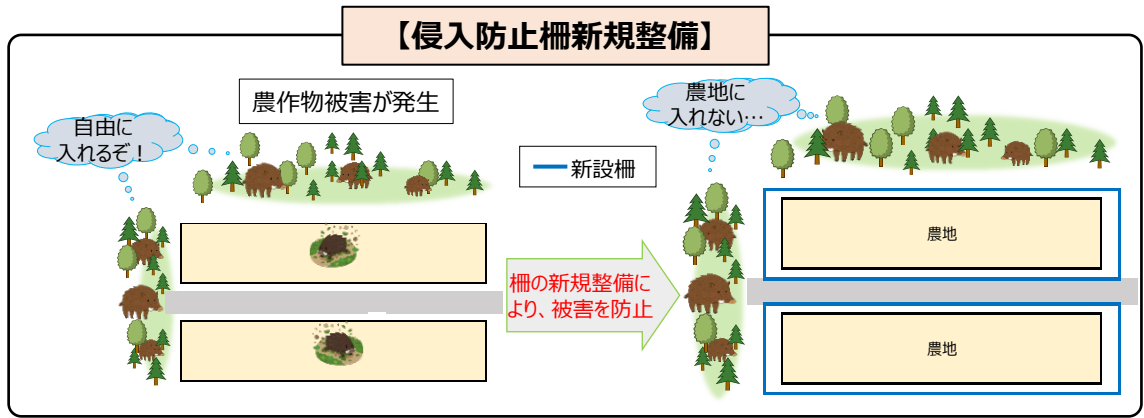 【侵入防止柵新規整備】
農作物被害が発生
自由に
入れるぞ！
農地に
入れない…
新設柵
柵の新規整備に
より、被害を防止
農地
農地